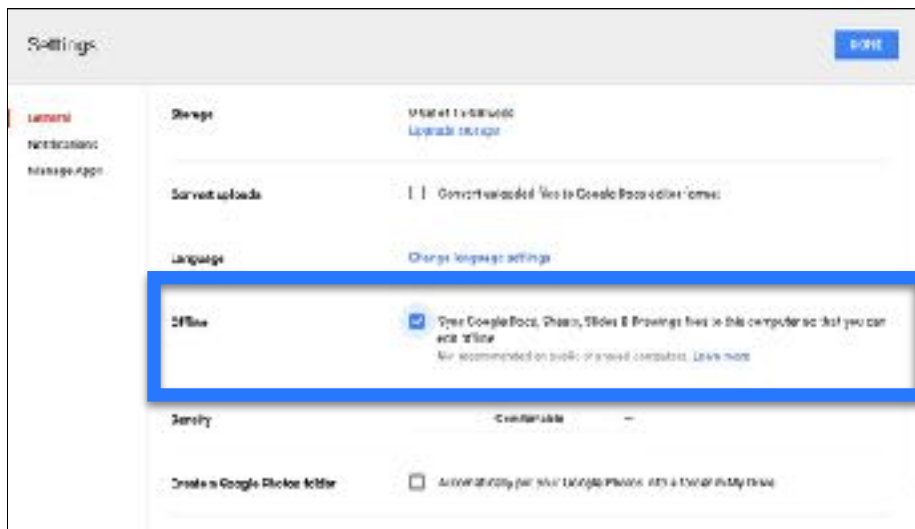 Settings
DONE
General
Notifications
Manage Apps
Storage
Upgrade storage
Convert uploads
Convert uploaded files to Google Docs editor format
Language
Change language settings
Offline
Sync Google Docs, Sheets, Slides & Drawings files to this computer so that you can
edit offline
Not recommended on public or shared computers. Learn more
Density
Comfortable
Create a Google Photos folder
Automatically put your Google Photos into a folder in My Drive